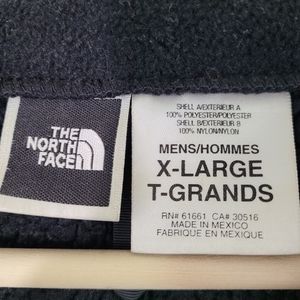 THE
NORTH
FACE
SHELL A/EXTERIEUR A
100% POLYESTER/POLYESTER
SHELL B/EXTERIEUR B
100% NYLON/NYLON
MENS/HOMMES
X-LARGE
T-GRANDS
RN# 61661 CA# 30516
MADE IN MEXICO
FABRIQUE EN MEXIQUE